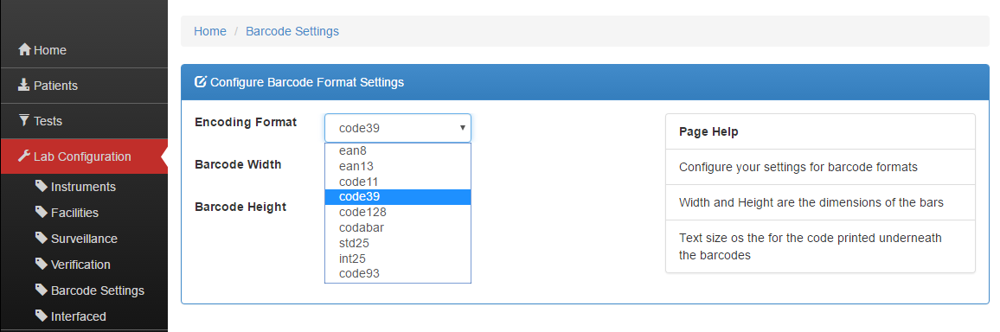 Home
Patients
Tests
Lab Configuration
Instruments
Facilities
Surveillance
Verification
Barcode Settings
Interfaced
Home / Barcode Settings
Configure Barcode Format Settings
Encoding Format
code39
ean8
ean13
code11
code39
code128
codabar
std25
int25
code93
Barcode Width
Barcode Height
Page Help
Configure your settings for barcode formats
Width and Height are the dimensions of the bars
Text size os the for the code printed underneath
the barcodes